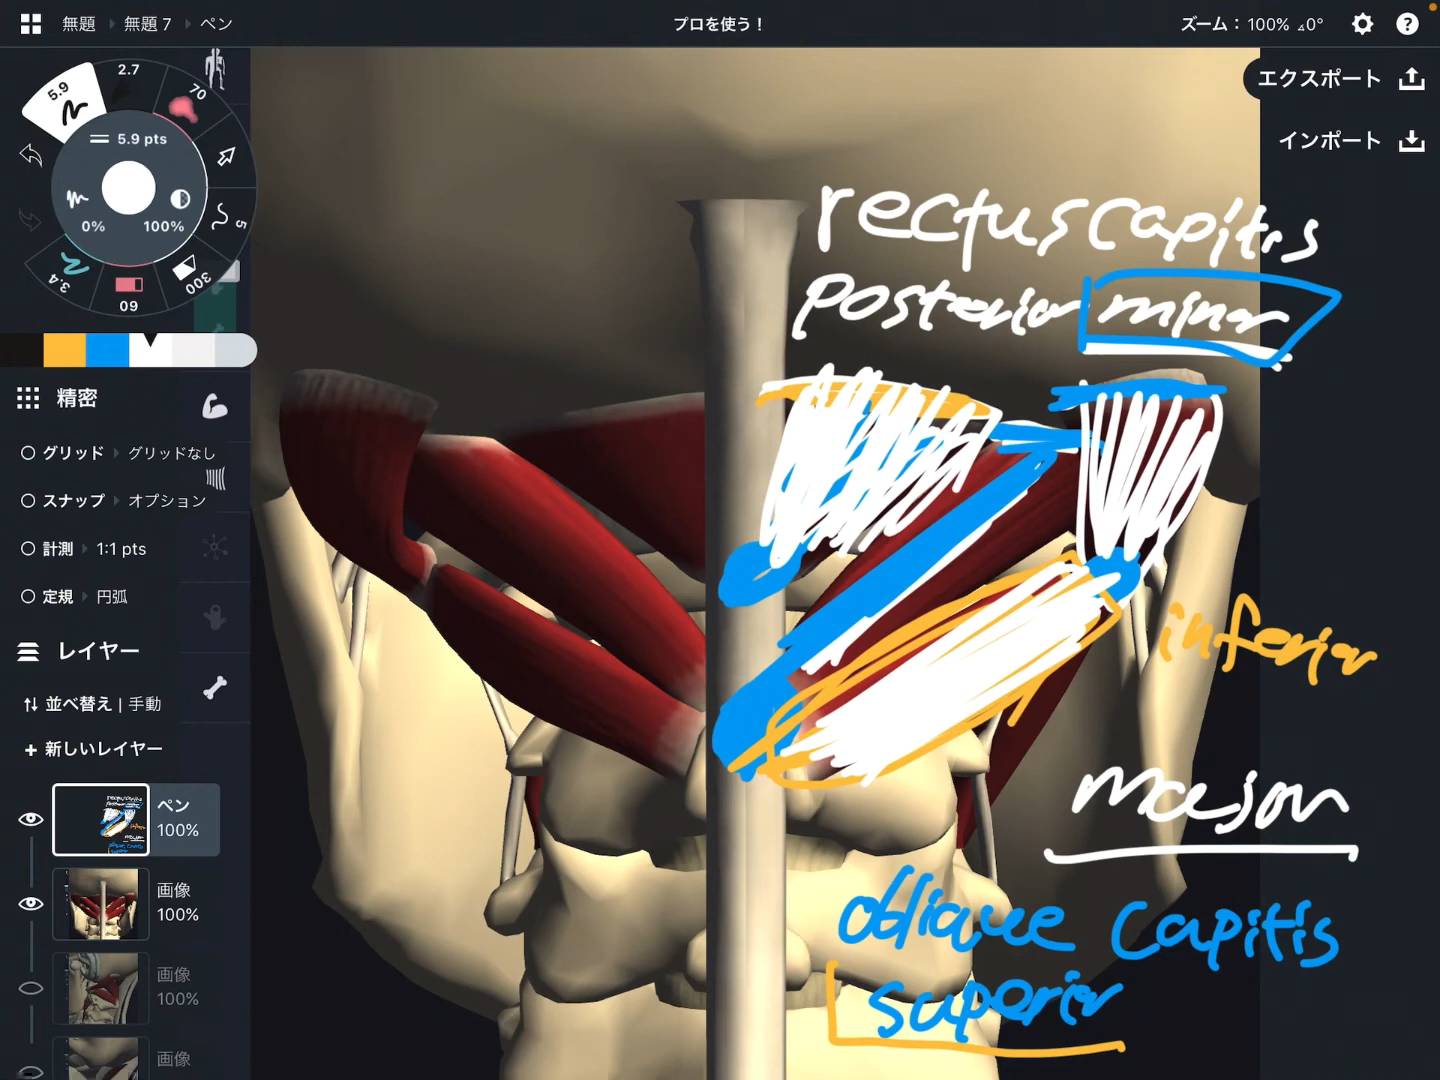 無題 無題 7 ペン
プロを使う！
ズーム： 100% ⊿0°
エクスポート
インポート
5.9
2.7
70
5
300
60
3.4
5.9 pts
0%
100%
精密
グリッド グリッドなし
スナップ オプション
計測 1:1 pts
定規 円弧
レイヤー
並べ替え | 手動
+ 新しいレイヤー
ペン
100%
画像
100%
画像
100%
画像
rectus capitis
posterior minor
inferior
major
oblique capitis
superior